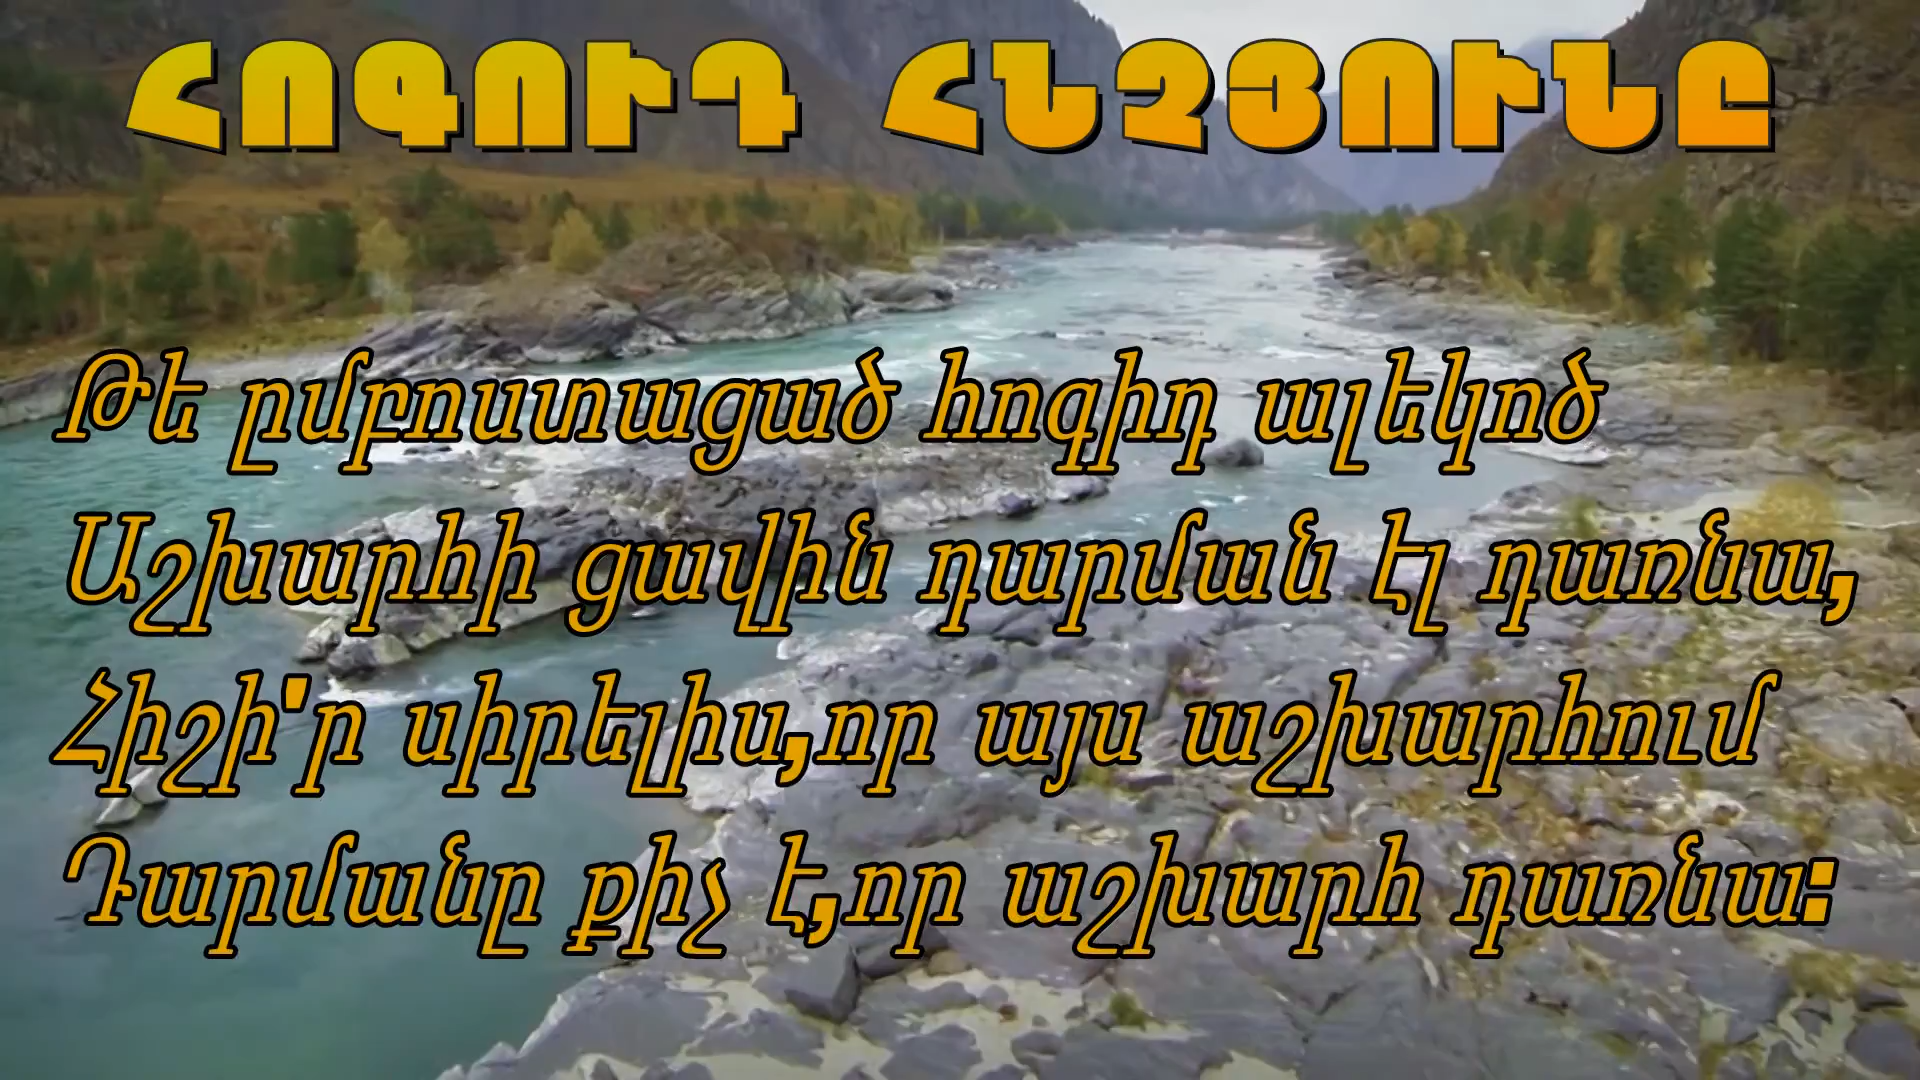 ՀՈԳՈՒԴ ՀՆՉՅՈՒՆԸ
Թե ըմբոստացած հոգիդ ալեկոծ
Աշխարհի ցավին դարման էլ դառնա,
Հիշի'ր սիրելիս,որ այս աշխարհում
Դարմանը քիչ է,որ աշխարհ դառնա: